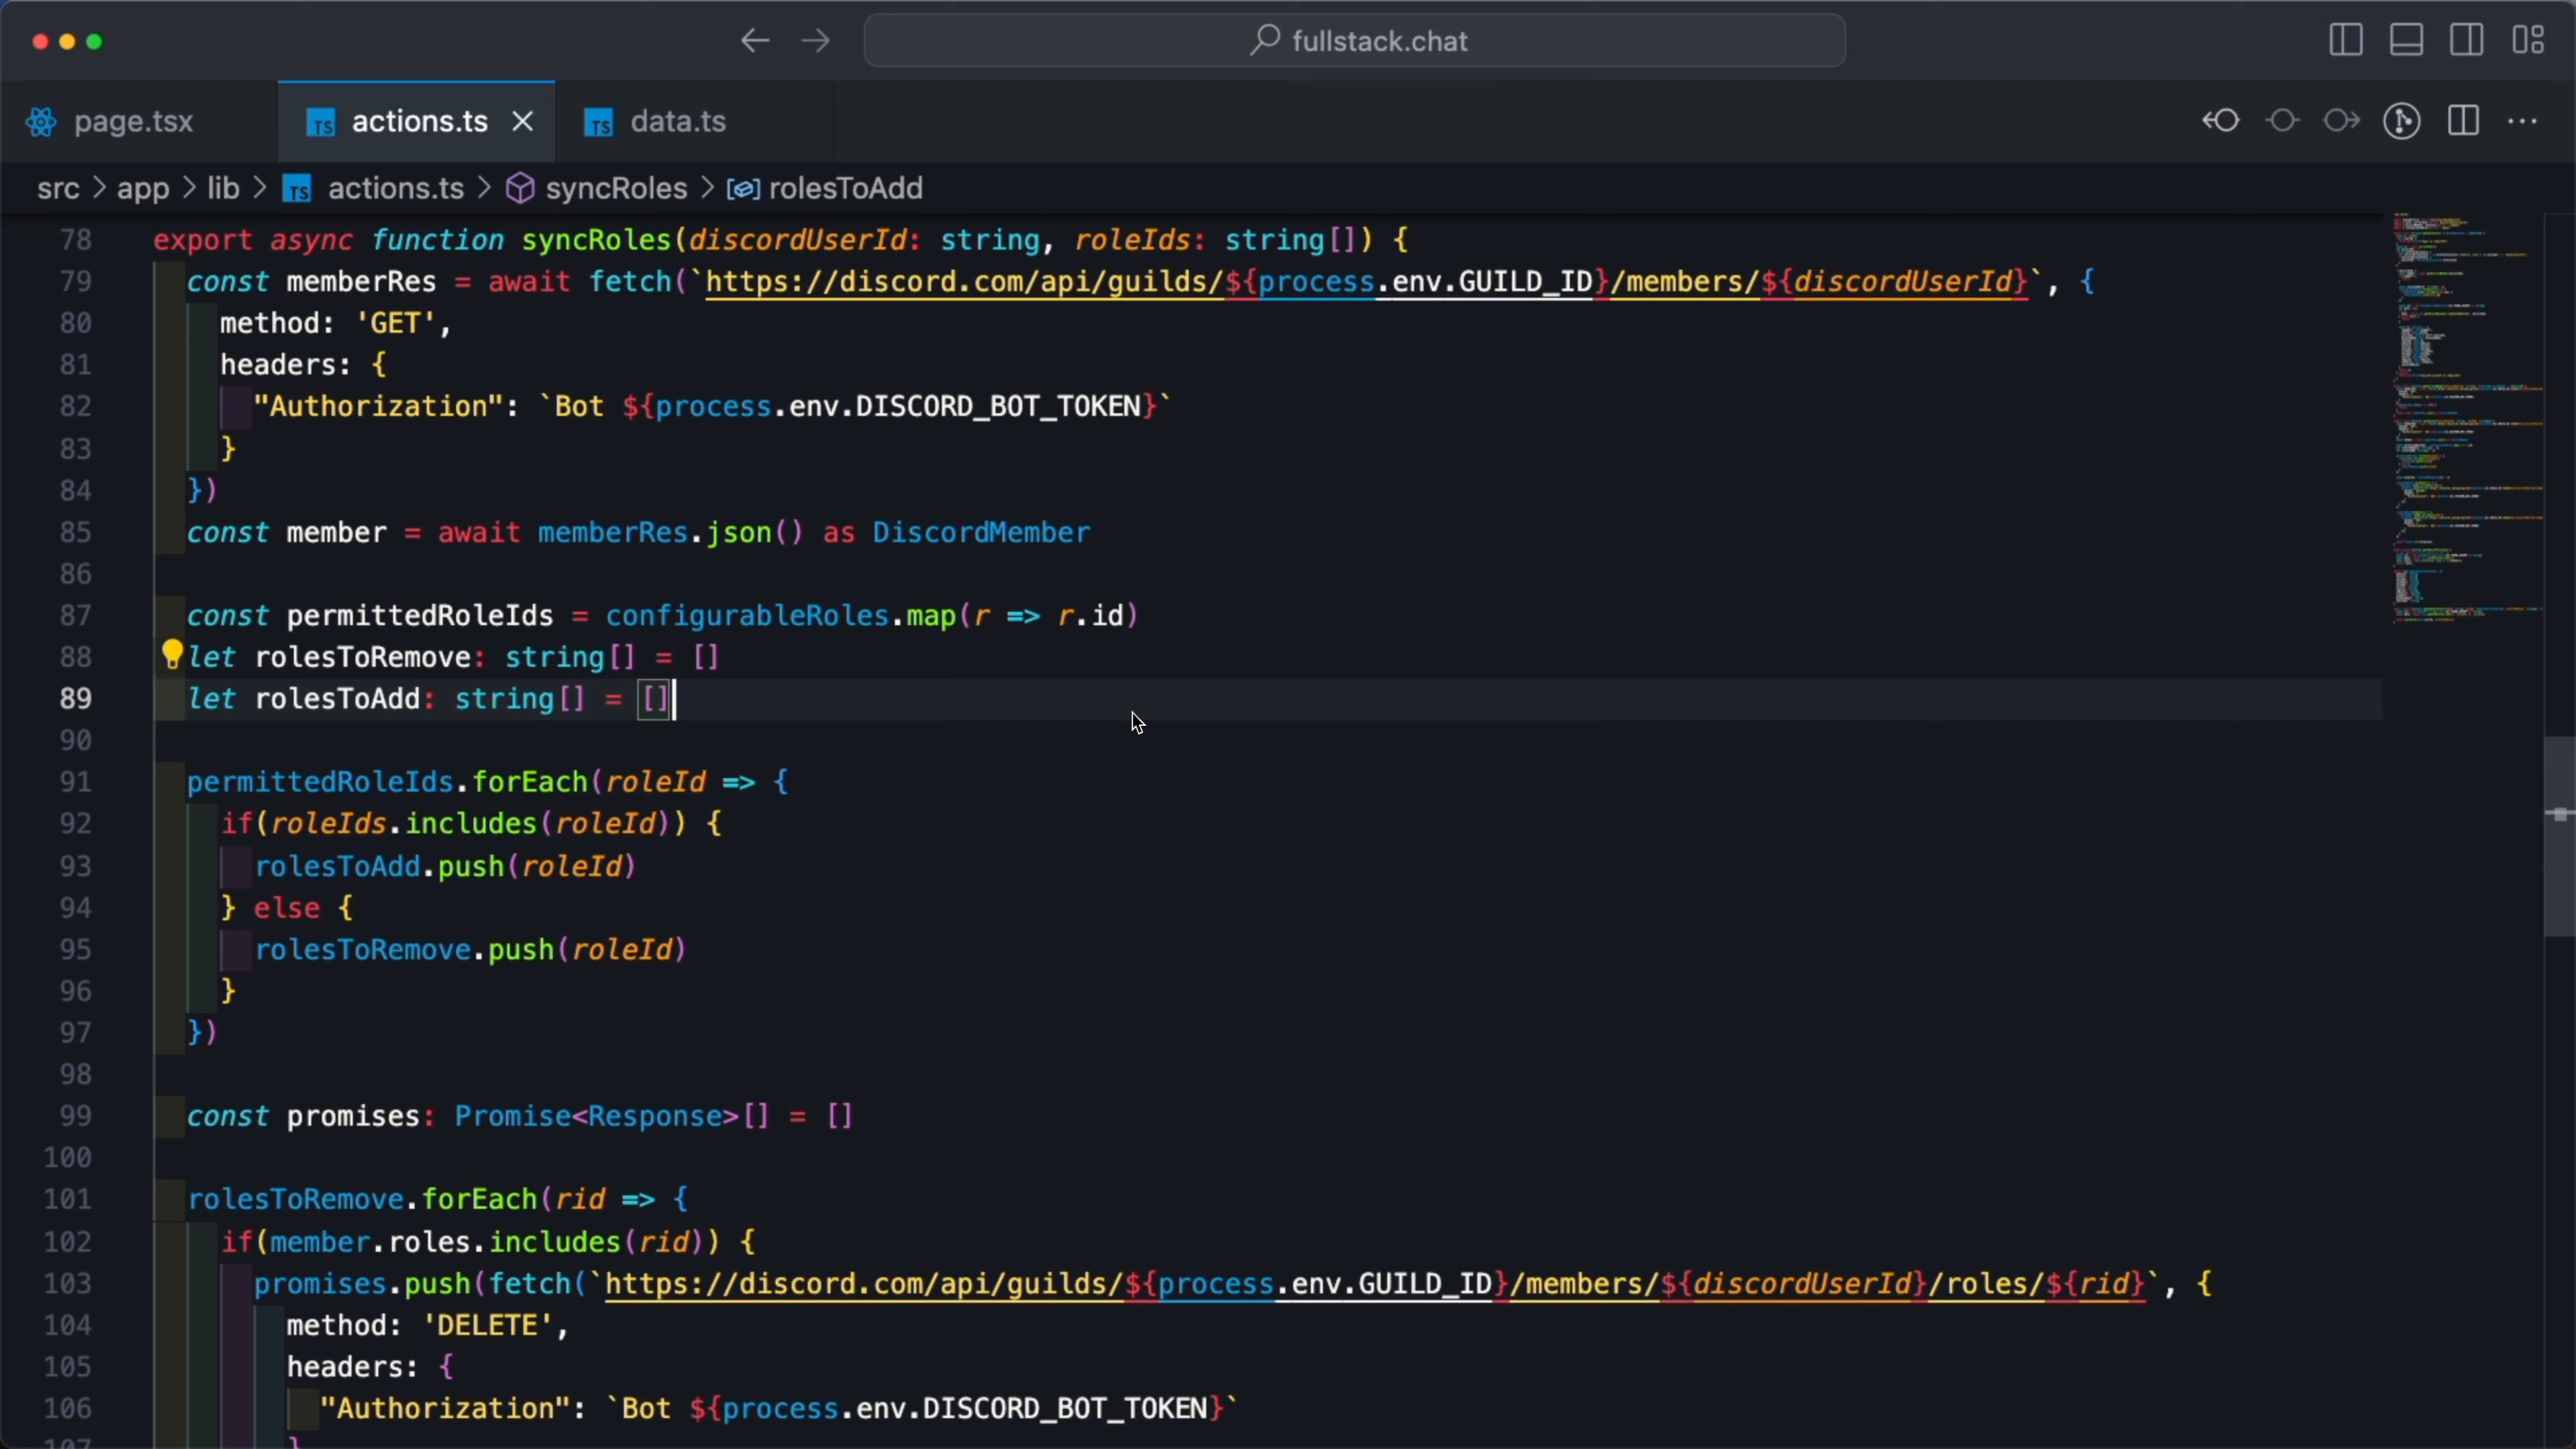 fullstack.chat
page.tsx
TS actions.ts
TS data.ts
src > app > lib > TS actions.ts > syncRoles > rolesToAdd
78 export async function syncRoles(discordUserId: string, roleIds: string[]) {
79 const memberRes = await fetch(`https://discord.com/api/guilds/${process.env.GUILD_ID}/members/${discordUserId}`, {
80 method: 'GET',
81 headers: {
82 "Authorization": `Bot ${process.env.DISCORD_BOT_TOKEN}`
83 }
84 })
85 const member = await memberRes.json() as DiscordMember
86
87 const permittedRoleIds = configurableRoles.map(r => r.id)
88 let rolesToRemove: string[] = []
89 let rolesToAdd: string[] = []
90
91 permittedRoleIds.forEach(roleId => {
92 if(roleIds.includes(roleId)) {
93 rolesToAdd.push(roleId)
94 } else {
95 rolesToRemove.push(roleId)
96 }
97 })
98
99 const promises: Promise<Response>[] = []
100
101 rolesToRemove.forEach(rid => {
102 if(member.roles.includes(rid)) {
103 promises.push(fetch(`https://discord.com/api/guilds/${process.env.GUILD_ID}/members/${discordUserId}/roles/${rid}`, {
104 method: 'DELETE',
105 headers: {
106 "Authorization": `Bot ${process.env.DISCORD_BOT_TOKEN}`
107 }